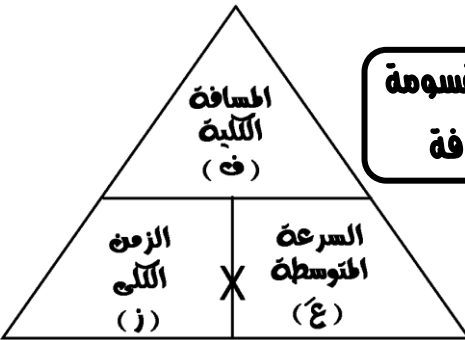 المسافة
الكلية
(ف)
السرعة
المتوسطة
(عَ)
X
الزمن
الكلى
(ز)